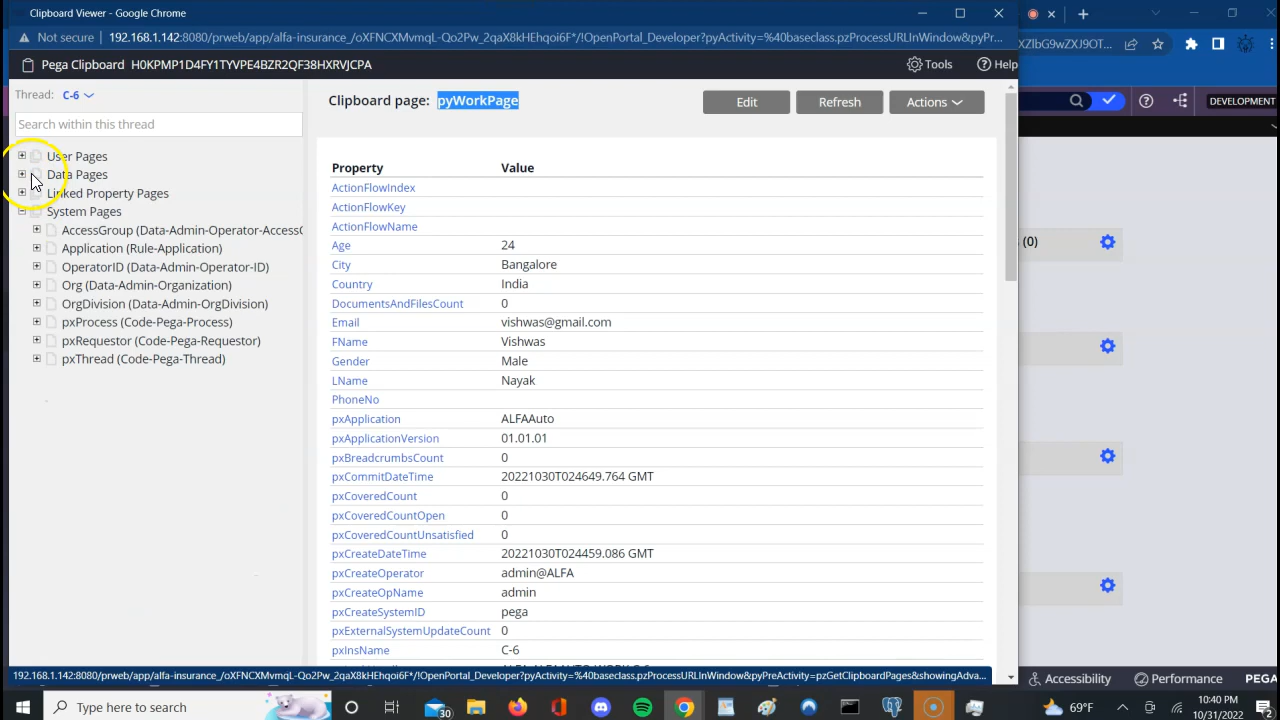 Clipboard Viewer - Google Chrome
Not secure 192.168.1.142:8080/prweb/app/alfa-insurance_/oXFNCXMvmqL-Qo2Pw_2qaX8kHEhqoi6F*/!OpenPortal_Developer?pyActivity=%40baseclass.pzProcessURLInWindow&pyPr...
XZlbG9wZXJ9OT...
Pega Clipboard H0KPMP1D4FY1TYVPE4BZR2QF38HXRVJCPA
Tools
Help
DEVELOPMENT
Thread: C-6
Search within this thread
User Pages
Data Pages
Linked Property Pages
System Pages
AccessGroup (Data-Admin-Operator-AccessG
Application (Rule-Application)
OperatorID (Data-Admin-Operator-ID)
Org (Data-Admin-Organization)
OrgDivision (Data-Admin-OrgDivision)
pxProcess (Code-Pega-Process)
pxRequestor (Code-Pega-Requestor)
pxThread (Code-Pega-Thread)
Clipboard page: pyWorkPage
Edit
Refresh
Actions
Property Value
ActionFlowIndex
ActionFlowKey
ActionFlowName
Age 24
City Bangalore
Country India
DocumentsAndFilesCount 0
Email vishwas@gmail.com
FName Vishwas
Gender Male
LName Nayak
PhoneNo
pxApplication ALFAAuto
pxApplicationVersion 01.01.01
pxBreadcrumbsCount 0
pxCommitDateTime 20221030T024649.764 GMT
pxCoveredCount 0
pxCoveredCountOpen 0
pxCoveredCountUnsatisfied 0
pxCreateDateTime 20221030T024459.086 GMT
pxCreateOperator admin@ALFA
pxCreateOpName admin
pxCreateSystemID pega
pxExternalSystemUpdateCount 0
pxInsName C-6
(0)
192.168.1.142:8080/prweb/app/alfa-insurance_/oXFNCXMvmqL-Qo2Pw_2qaX8kHEhqoi6F*/!OpenPortal_Developer?pyActivity=%40baseclass.pzProcessURLInWindow&pyPreActivity=pzGetClipboardPages&showingAdva...
Accessibility
Performance
PEGA
Type here to search
30
69°F
10:40 PM
10/31/2022
2